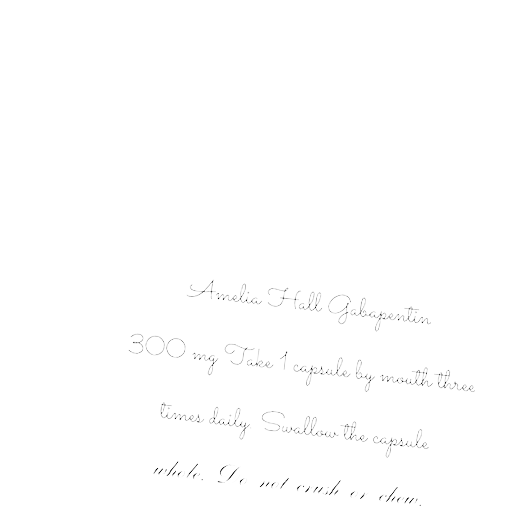 Amelia Hall Gabapentin
300 mg Take 1 capsule by mouth three
times daily. Swallow the capsule
whole. Do not crush or chew.